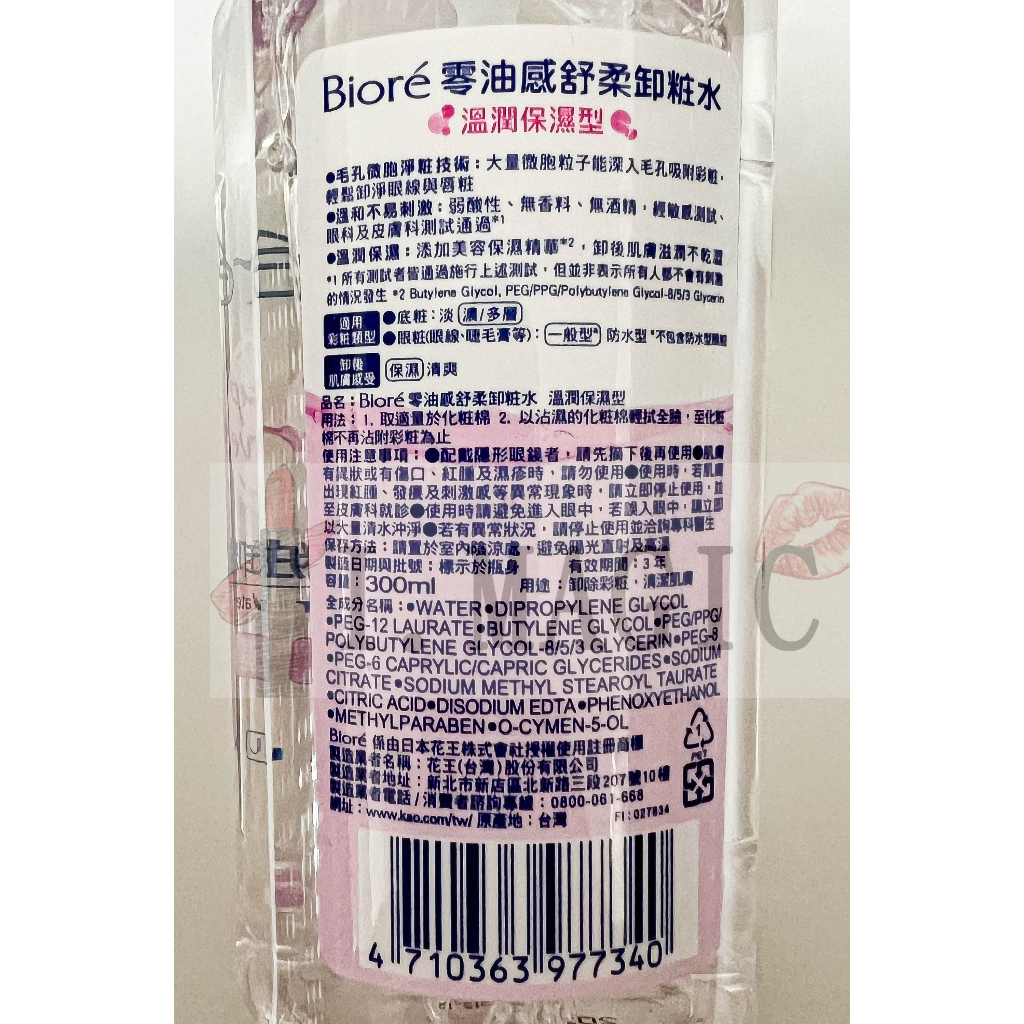 Bioré 零油感舒柔卸粧水
溫潤保濕型
●毛孔微胞淨粧技術：大量微胞粒子能深入毛孔吸附彩粧，
輕鬆卸淨眼線與唇粧
●溫和不易刺激：弱酸性、無香料、無酒精，經敏感測試、
眼科及皮膚科測試通過*1
●溫潤保濕：添加美容保濕精華*2，卸後肌膚滋潤不乾澀
*1 所有測試者皆通過施行上述測試，但並非表示所有人都不會有刺激
的情況發生 *2 Butylene Glycol, PEG/PPG/Polybutylene Glycol-8/5/3 Glycerin
適用
彩粧類型
●底粧：淡 濃/多層
●眼粧(眼線、睫毛膏等)：一般型* 防水型 *不包含防水型眼粧
卸後
肌膚感受
保濕 清爽
品名：Bioré 零油感舒柔卸粧水 溫潤保濕型
用法：1. 取適量於化粧棉 2. 以沾濕的化粧棉輕拭全臉，至化粧
棉不再沾附彩粧為止
使用注意事項：●配戴隱形眼鏡者，請先摘下後再使用●肌膚
有異狀或有傷口、紅腫及濕疹時，請勿使用●使用時，若肌膚
出現紅腫、發癢及刺激感等異常現象時，請立即停止使用，並
至皮膚科就診●使用時請避免進入眼中，若誤入眼中，請立即
以大量清水沖淨●若有異常狀況，請停止使用並洽詢專科醫生
保存方法：請置於室內陰涼處，避免陽光直射及高溫
製造日期與批號：標示於瓶身 有效期間：3 年
容量：300ml 用途：卸除彩粧，清潔肌膚
全成分名稱：●WATER●DIPROPYLENE GLYCOL
●PEG-12 LAURATE●BUTYLENE GLYCOL●PEG/PPG/
POLYBUTYLENE GLYCOL-8/5/3 GLYCERIN●PEG-8
●PEG-6 CAPRYLIC/CAPRIC GLYCERIDES●SODIUM
CITRATE●SODIUM METHYL STEAROYL TAURATE
●CITRIC ACID●DISODIUM EDTA●PHENOXYETHANOL
●METHYLPARABEN●O-CYMEN-5-OL
Bioré 係由日本花王株式會社授權使用註冊商標
製造業者名稱：花王(台灣)股份有限公司
製造業者地址：新北市新店區北新路三段207號10樓
製造業者電話/消費者諮詢專線：0800-061-668
網址：www.kao.com/tw/ 原產地：台灣
1
PET
FI：027834
MAGIC
4 710363 977340